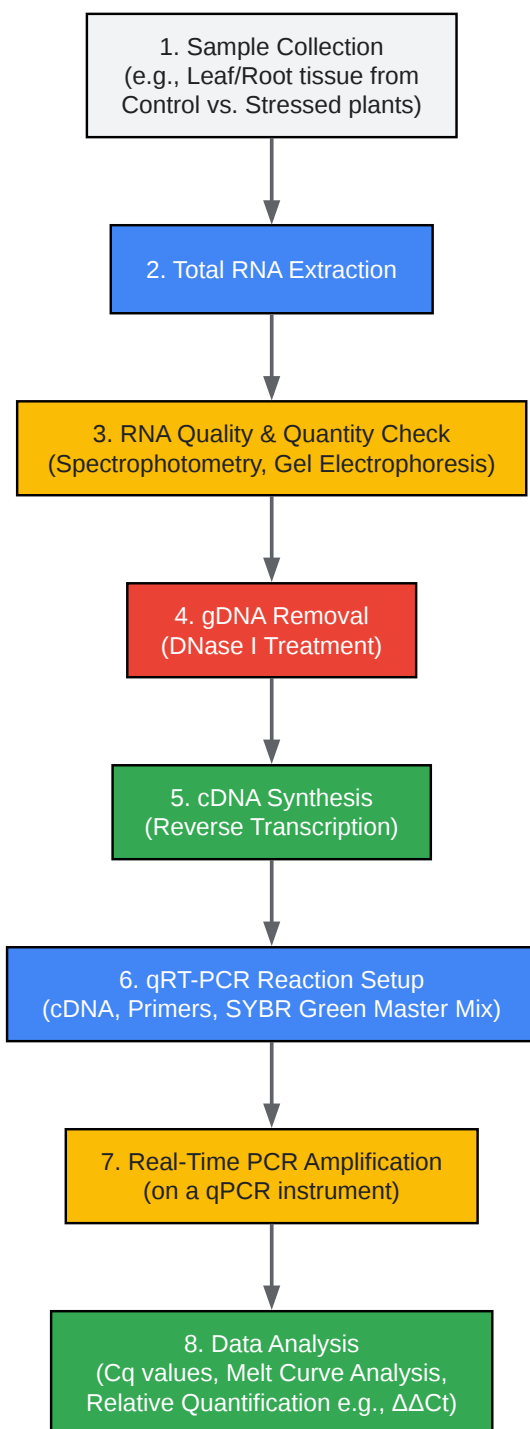 1. Sample Collection
(e.g., Leaf/Root tissue from
Control vs. Stressed plants)
2. Total RNA Extraction
3. RNA Quality & Quantity Check
(Spectrophotometry, Gel Electrophoresis)
4. gDNA Removal
(DNase I Treatment)
5. cDNA Synthesis
(Reverse Transcription)
6. qRT-PCR Reaction Setup
(cDNA, Primers, SYBR Green Master Mix)
7. Real-Time PCR Amplification
(on a qPCR instrument)
8. Data Analysis
(Cq values, Melt Curve Analysis,
Relative Quantification e.g., ΔΔCt)